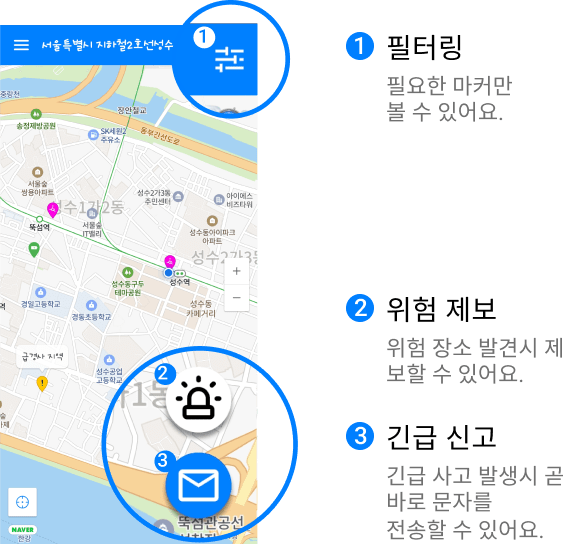 서울특별시 지하철2호선성수
1
중랑천
장안철교
송정제방공원
SK세원2
주유소
동부간선도로
서울숲
쌍용아파트
성수2가3동
주민센터
아이에스
비즈타워
성수1가2동
뚝섬역
서울숲
IT밸리
성수동아이파크
아파트
성수2가3동
성수역
+
−
성수동구두
테마공원
경일고등학교
경동초등학교
성수동
카페거리
급경사 지역
성수공업
고등학교
2
3
NAVER
한강
뚝섬관광선
1 필터링
필요한 마커만
볼 수 있어요.
2 위험 제보
위험 장소 발견시 제
보할 수 있어요.
3 긴급 신고
긴급 사고 발생시 곧
바로 문자를
전송할 수 있어요.